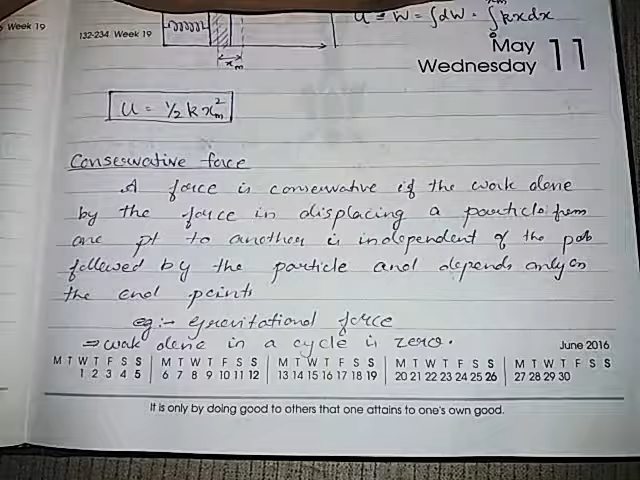 Week 19
132-234 Week 19
U = W = ∫dW = ∫kxdx
xm
May
Wednesday 11
U = ½ k xm²
Conservative force
A force is conservative if the work done
by the force in displacing a particle from
one pt to another is independent of the path
followed by the particle and depends only on
the end points
eg:- gravitational force
⇒ work done in a cycle is zero.
June 2016
M T W T F S S M T W T F S S M T W T F S S M T W T F S S M T W T F S S
1 2 3 4 5 6 7 8 9 10 11 12 13 14 15 16 17 18 19 20 21 22 23 24 25 26 27 28 29 30
It is only by doing good to others that one attains to one's own good.